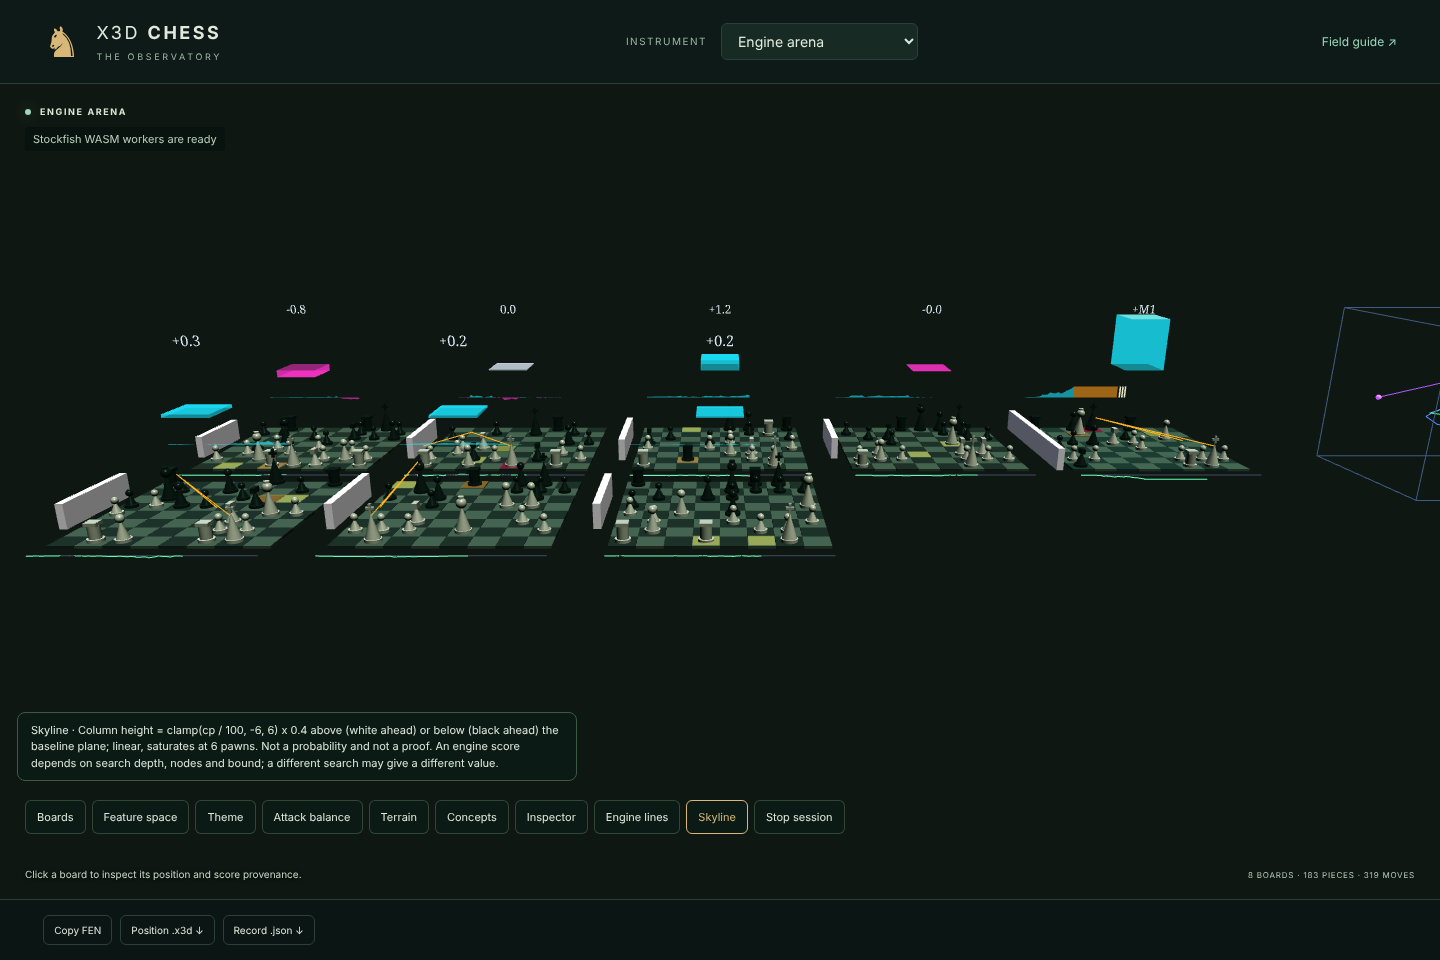 X3D CHESS
THE OBSERVATORY
INSTRUMENT
Engine arena
Field guide ↗
ENGINE ARENA
Stockfish WASM workers are ready
-0.8
0.0
+1.2
-0.0
+M1
+0.3
+0.2
+0.2
Skyline · Column height = clamp(cp / 100, -6, 6) x 0.4 above (white ahead) or below (black ahead) the
baseline plane; linear, saturates at 6 pawns. Not a probability and not a proof. An engine score
depends on search depth, nodes and bound; a different search may give a different value.
Boards
Feature space
Theme
Attack balance
Terrain
Concepts
Inspector
Engine lines
Skyline
Stop session
Click a board to inspect its position and score provenance.
8 BOARDS · 183 PIECES · 319 MOVES
Copy FEN
Position .x3d ↓
Record .json ↓